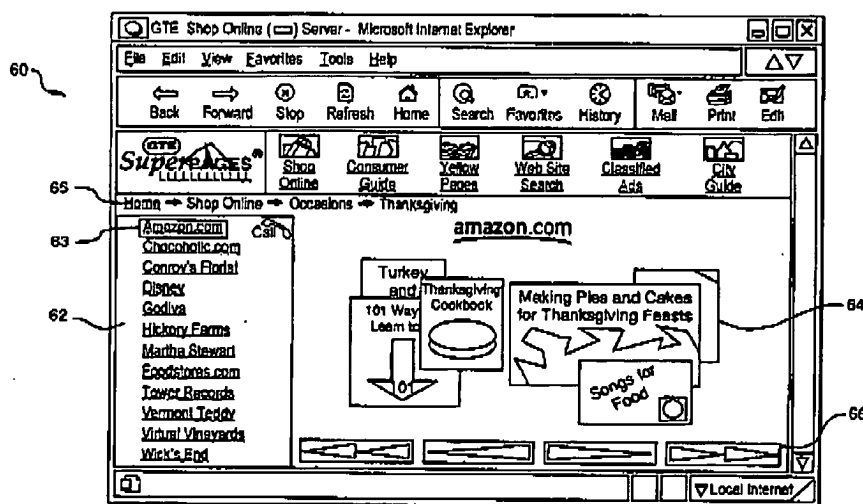 GTE Shop Online ( ) Server - Microsoft Internet Explorer
File Edit View Favorites Tools Help
60
Back Forward Stop Refresh Home Search Favorites History Mail Print Edit
GTE
SuperPAGES®
Shop Online
Consumer Guide
Yellow Pages
Web Site Search
Classified Ads
City Guide
65
Home Shop Online Occasions Thanksgiving
63
Amazon.com
Call
Chocoholic.com
Conroy's Florist
Disney
Godiva
62
Hickory Farms
Martha Stewart
Foodstores.com
Tower Records
Vermont Teddy
Virtual Vineyards
Wick's End
amazon.com
Turkey
and
101 Way
Learn to
01
Thanksgiving
Cookbook
Making Pies and Cakes
for Thanksgiving Feasts
64
Songs for
Food
66
Local Internet